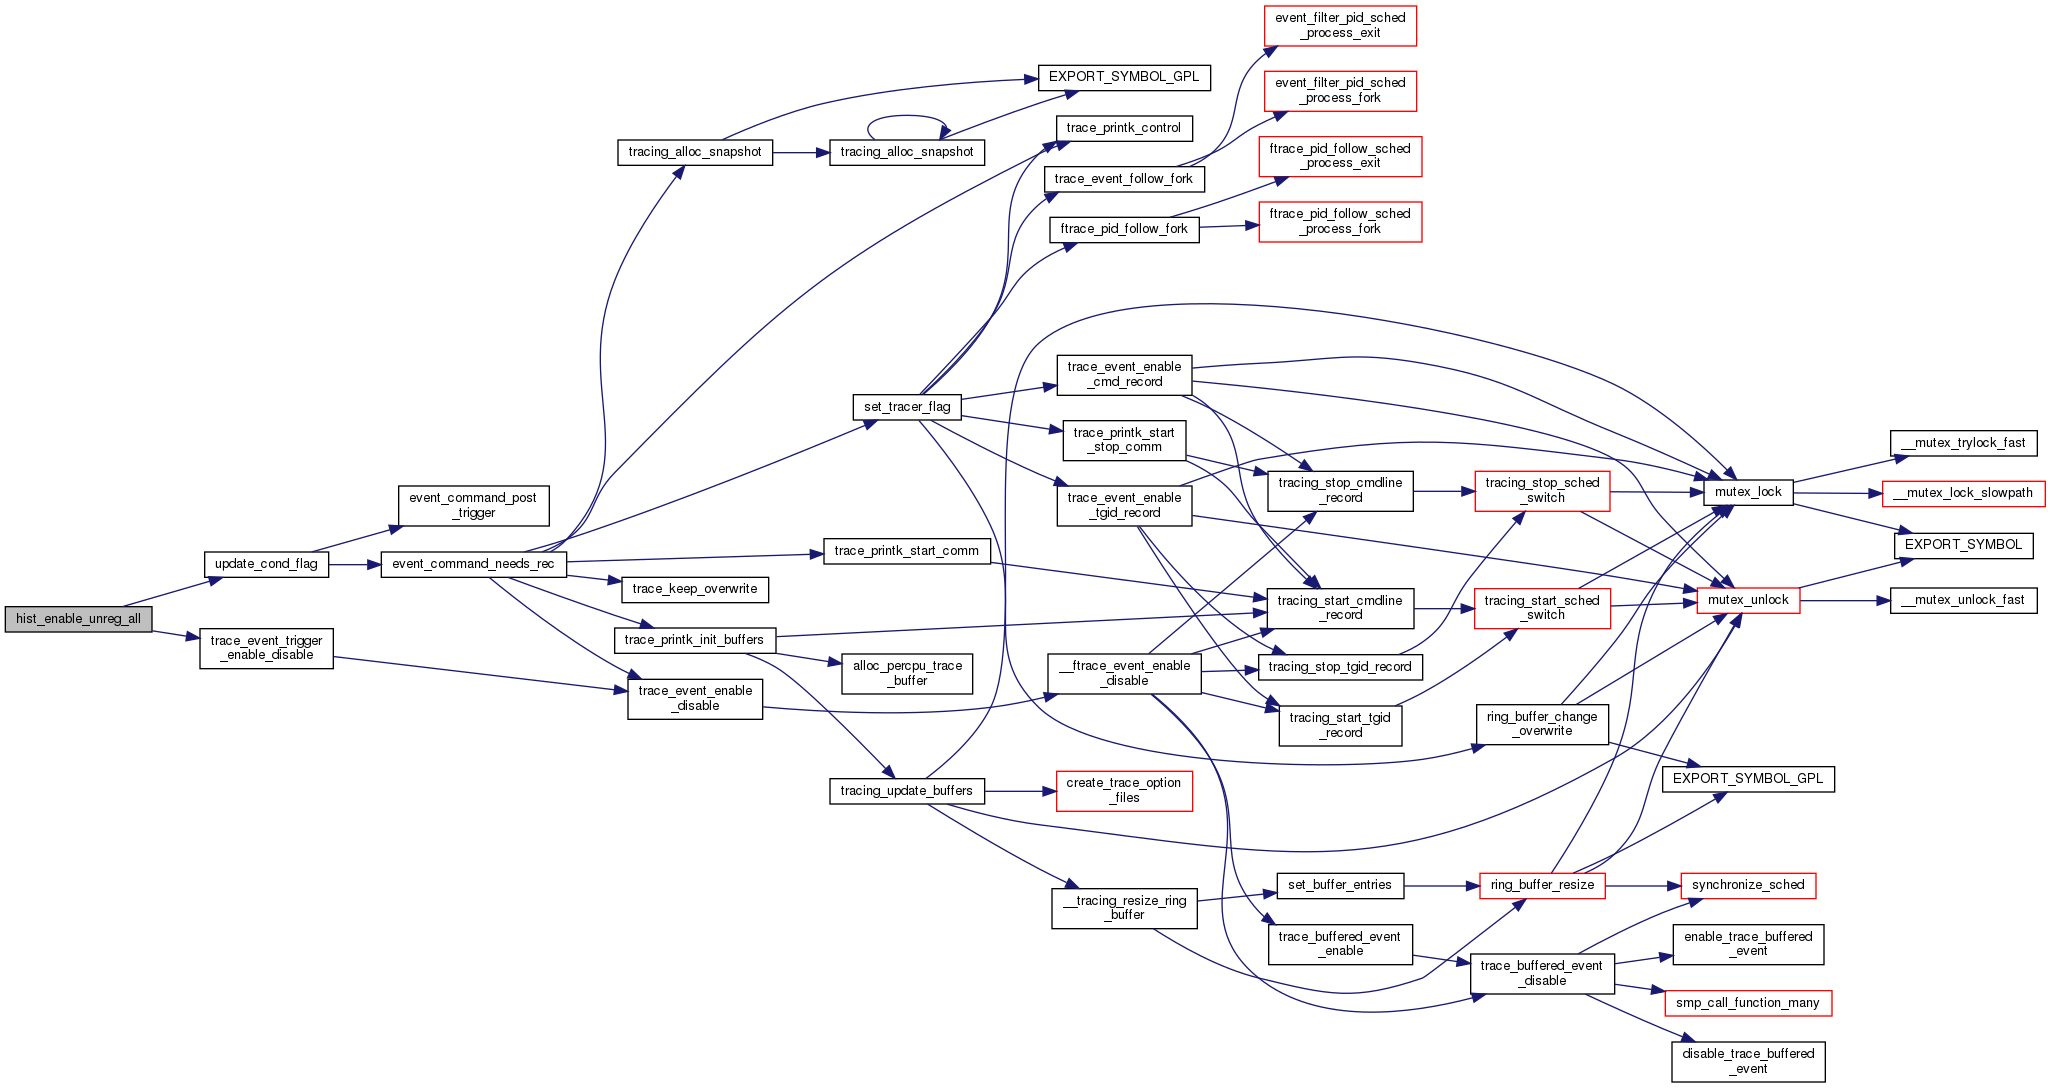 hist_enable_unreg_all
update_cond_flag
trace_event_trigger
_enable_disable
event_command_post
_trigger
event_command_needs_rec
tracing_alloc_snapshot
trace_keep_overwrite
trace_printk_init_buffers
trace_event_enable
_disable
tracing_alloc_snapshot
set_tracer_flag
trace_printk_start_comm
alloc_percpu_trace
_buffer
tracing_update_buffers
EXPORT_SYMBOL_GPL
trace_printk_control
trace_event_follow_fork
ftrace_pid_follow_fork
trace_event_enable
_cmd_record
trace_printk_start
_stop_comm
trace_event_enable
_tgid_record
__ftrace_event_enable
_disable
create_trace_option
_files
__tracing_resize_ring
_buffer
event_filter_pid_sched
_process_exit
event_filter_pid_sched
_process_fork
ftrace_pid_follow_sched
_process_exit
ftrace_pid_follow_sched
_process_fork
tracing_stop_cmdline
_record
tracing_start_cmdline
_record
tracing_stop_tgid_record
tracing_start_tgid
_record
set_buffer_entries
trace_buffered_event
_enable
tracing_stop_sched
_switch
tracing_start_sched
_switch
ring_buffer_change
_overwrite
ring_buffer_resize
trace_buffered_event
_disable
mutex_lock
mutex_unlock
EXPORT_SYMBOL_GPL
synchronize_sched
enable_trace_buffered
_event
smp_call_function_many
disable_trace_buffered
_event
__mutex_trylock_fast
__mutex_lock_slowpath
EXPORT_SYMBOL
__mutex_unlock_fast